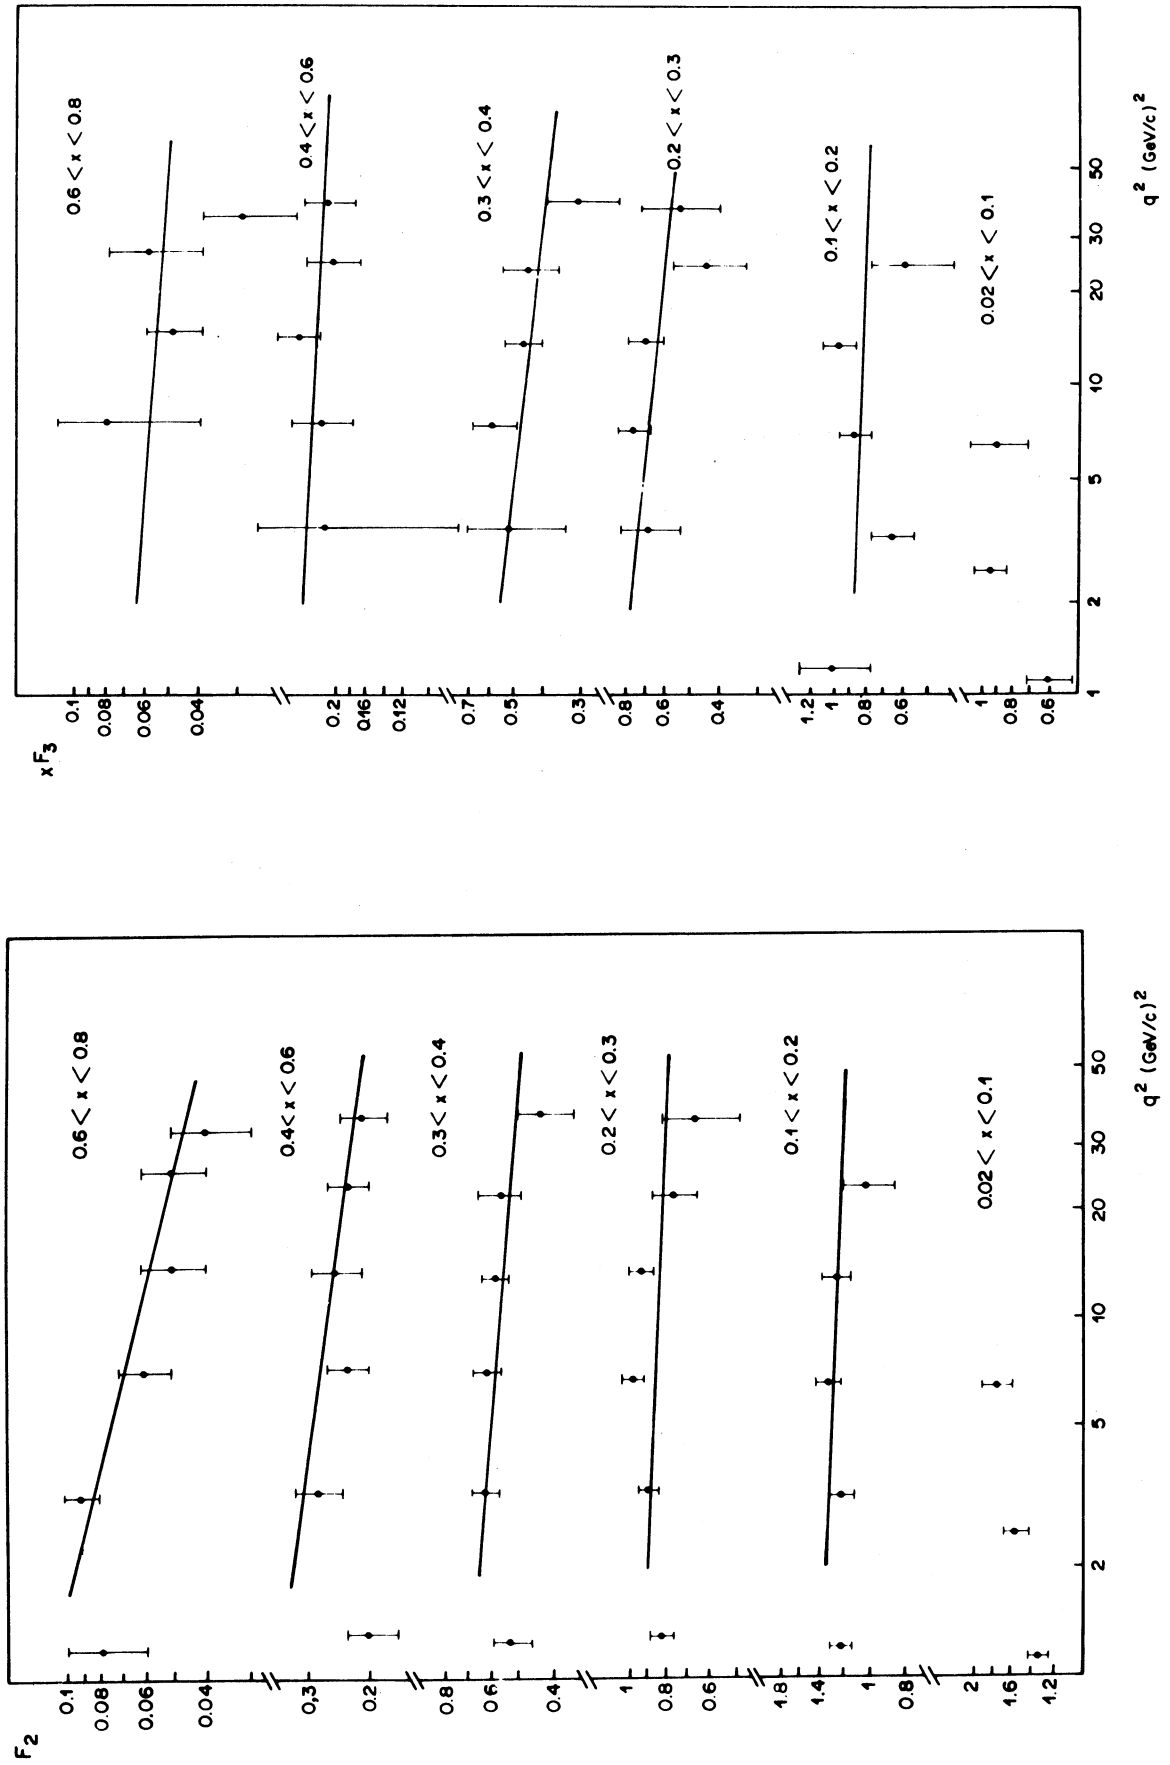 F₂
0.1
0.08
0.06
0.04
0.6 < x < 0.8
0,3
0.2
0.4 < x < 0.6
0.8
0.6
0.4
0.3 < x < 0.4
1
0.8
0.6
0.2 < x < 0.3
1.8
1.4
1
0.8
0.1 < x < 0.2
2
1.6
1.2
0.02 < x < 0.1
2 5 10 20 30 50
q² (GeV/c)²
xF₃
0.1
0.08
0.06
0.04
0.6 < x < 0.8
0.2
0.16
0.12
0.4 < x < 0.6
0.7
0.5
0.3
0.3 < x < 0.4
0.8
0.6
0.4
0.2 < x < 0.3
1.2
1
0.8
0.6
0.1 < x < 0.2
1
0.8
0.6
0.02 < x < 0.1
1 2 5 10 20 30 50
q² (GeV/c)²